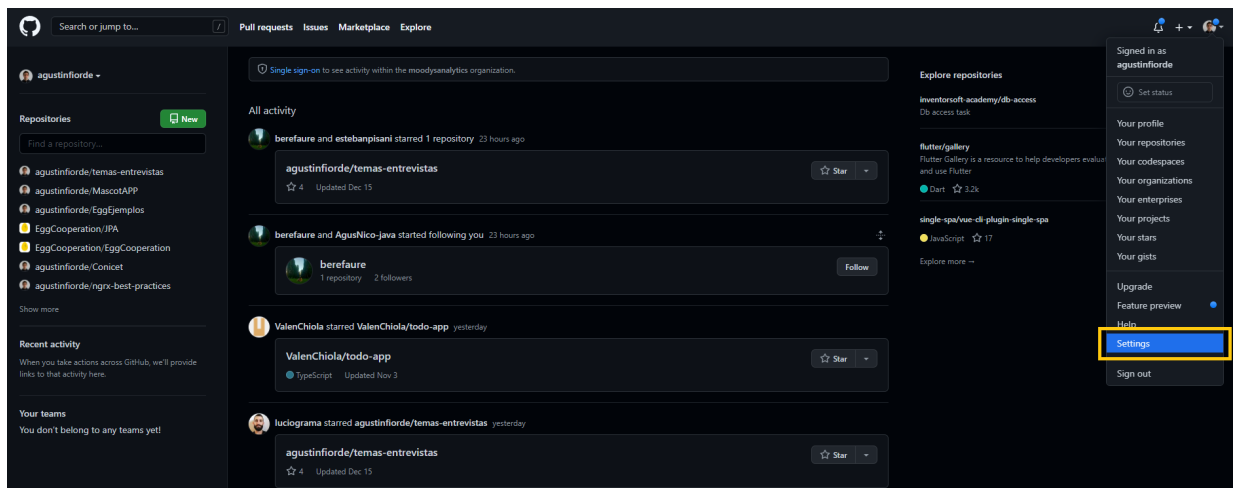 Search or jump to...
/
Pull requests Issues Marketplace Explore
agustinfiorde
Repositories
New
Find a repository...
agustinfiorde/temas-entrevistas
agustinfiorde/MascotAPP
agustinfiorde/EggEjemplos
EggCooperation/JPA
EggCooperation/EggCooperation
agustinfiorde/Conicet
agustinfiorde/ngrx-best-practices
Show more
Recent activity
When you take actions across GitHub, we'll provide
links to that activity here.
Your teams
You don't belong to any teams yet!
Single sign-on to see activity within the moodysanalytics organization.
All activity
berefaure and estebanpisani starred 1 repository 23 hours ago
agustinfiorde/temas-entrevistas
Star
4 Updated Dec 15
berefaure and AgusNico-java started following you 23 hours ago
berefaure
1 repository 2 followers
Follow
ValenChiola starred ValenChiola/todo-app yesterday
ValenChiola/todo-app
Star
TypeScript Updated Nov 3
luciograma starred agustinfiorde/temas-entrevistas yesterday
agustinfiorde/temas-entrevistas
Star
4 Updated Dec 15
Explore repositories
inventorsoft-academy/db-access
Db access task
flutter/gallery
Flutter Gallery is a resource to help developers evaluat
and use Flutter
Dart 3.2k
single-spa/vue-cli-plugin-single-spa
JavaScript 17
Explore more →
Signed in as
agustinfiorde
Set status
Your profile
Your repositories
Your codespaces
Your organizations
Your enterprises
Your projects
Your stars
Your gists
Upgrade
Feature preview
Help
Settings
Sign out